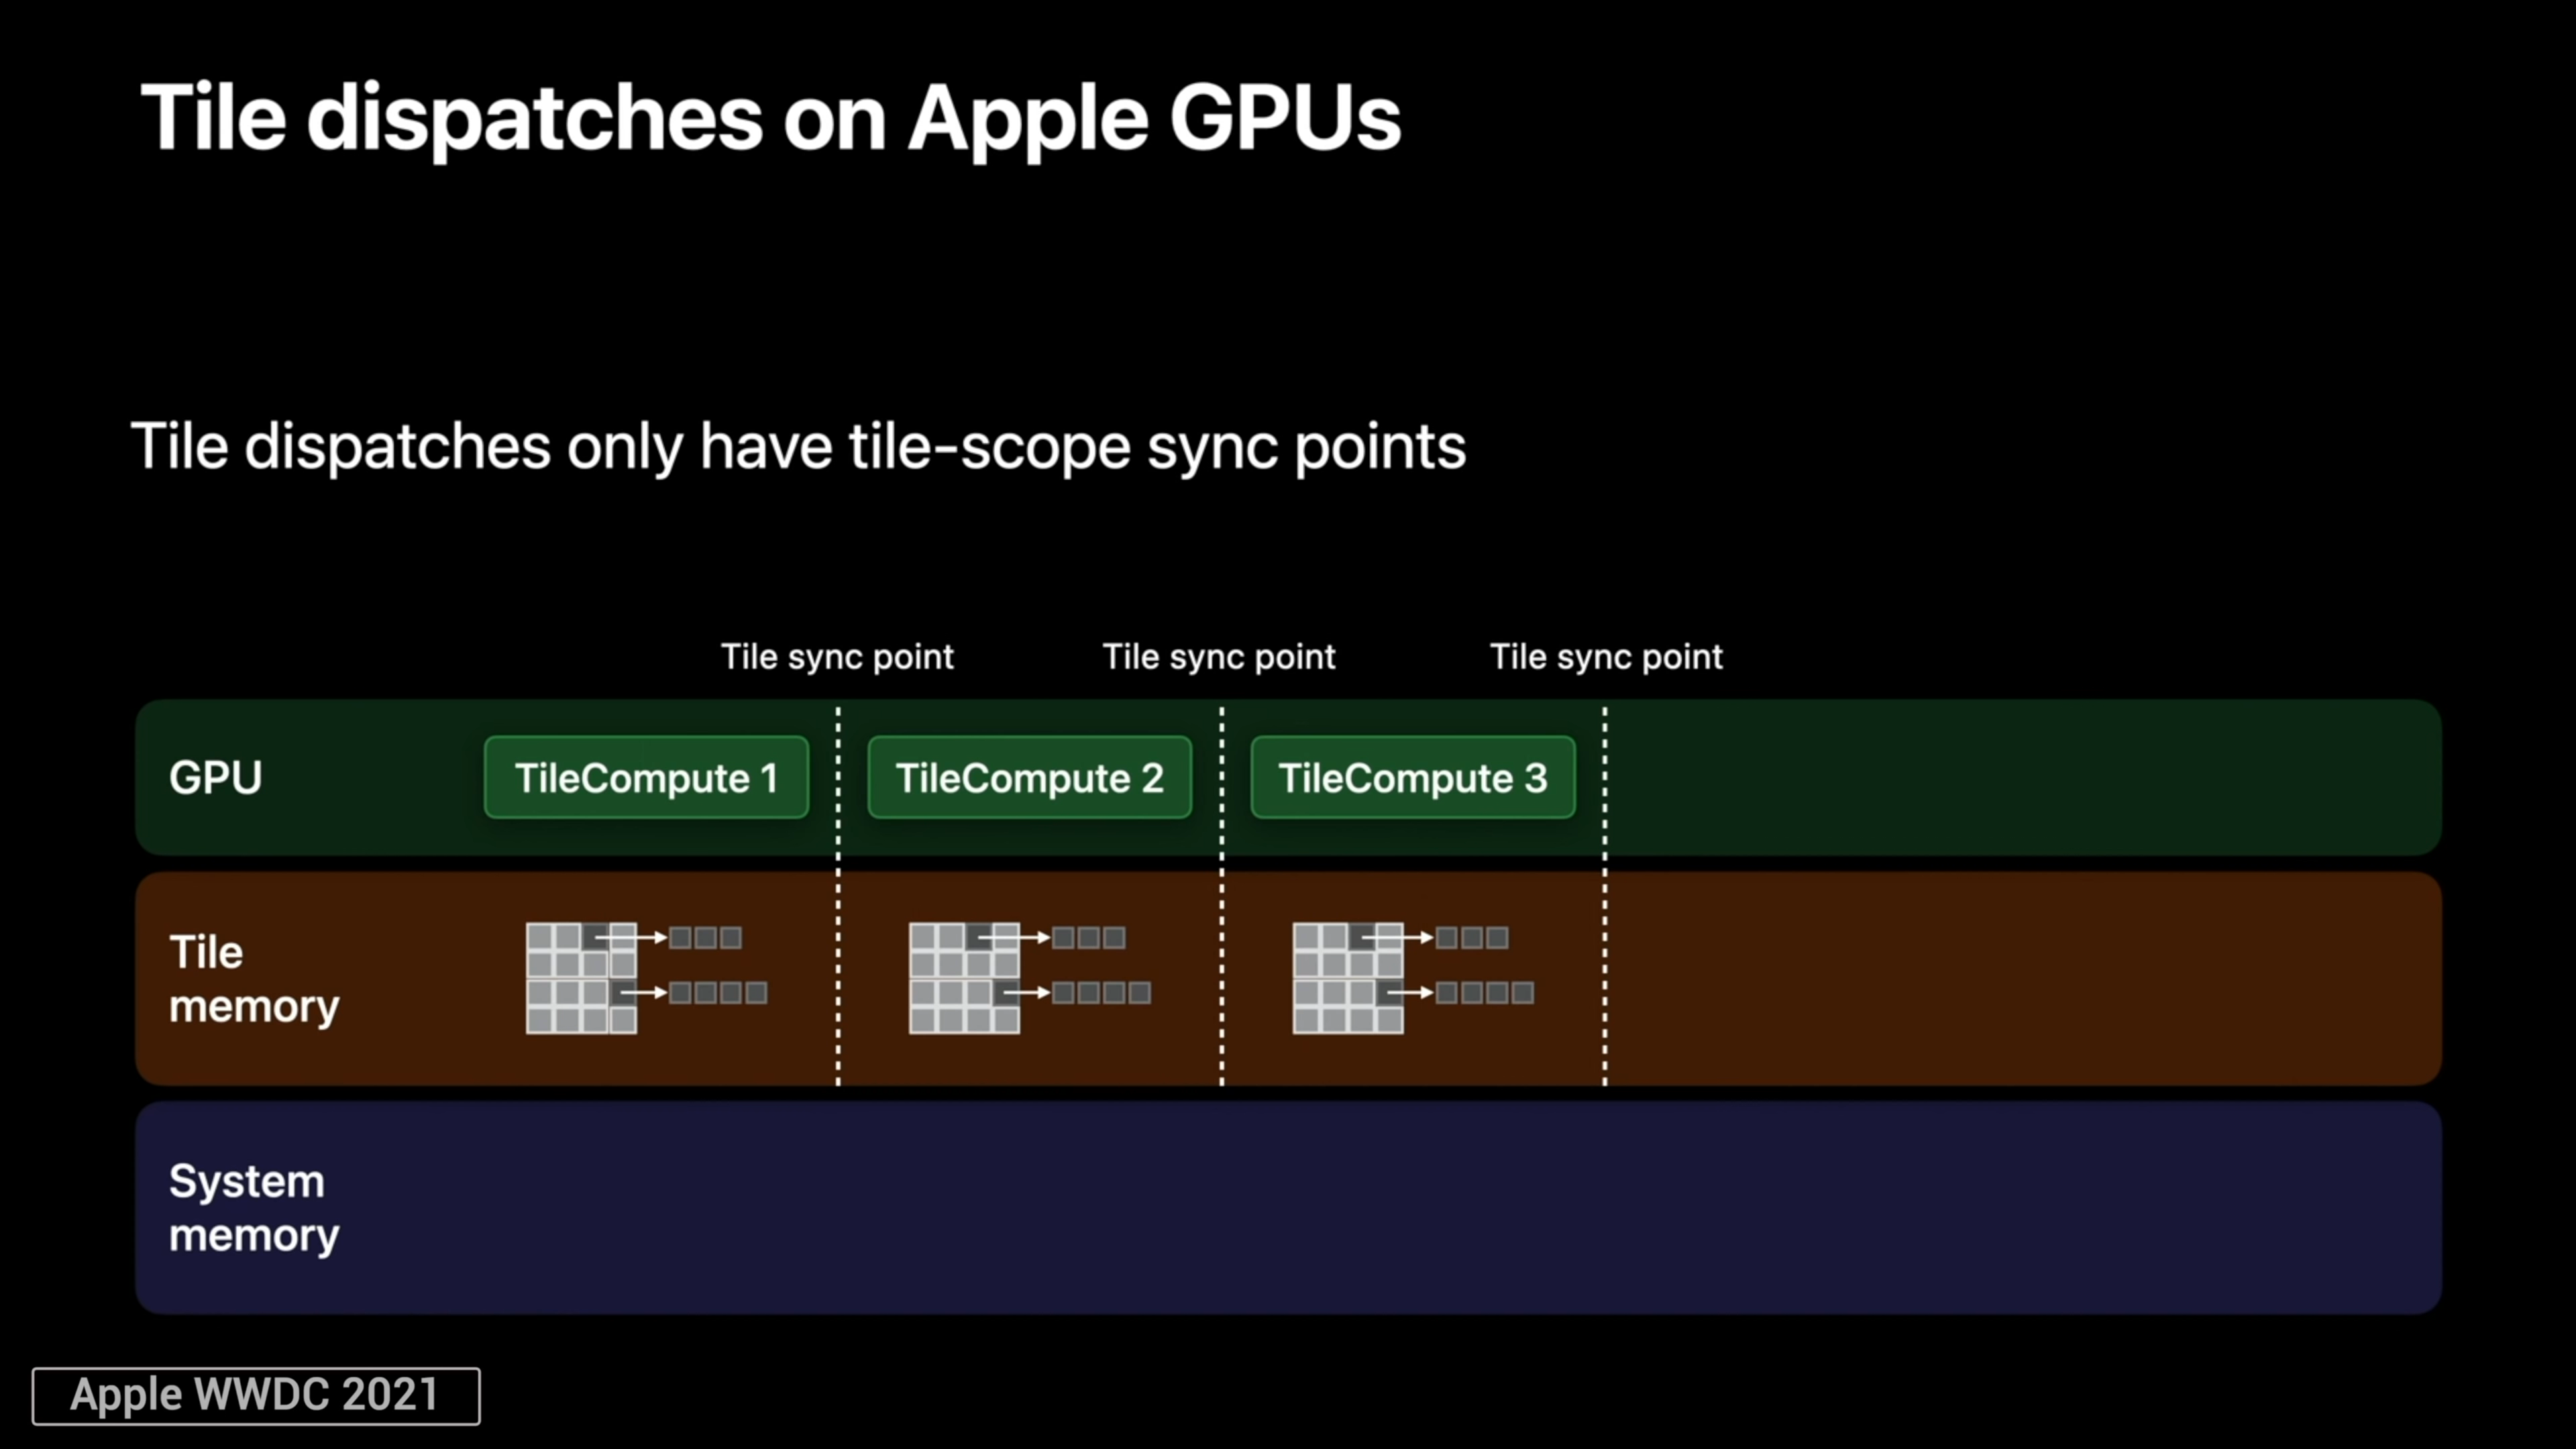 Tile dispatches on Apple GPUs
Tile dispatches only have tile-scope sync points
Tile sync point
Tile sync point
Tile sync point
GPU
TileCompute 1
TileCompute 2
TileCompute 3
Tile
memory
System
memory
Apple WWDC 2021